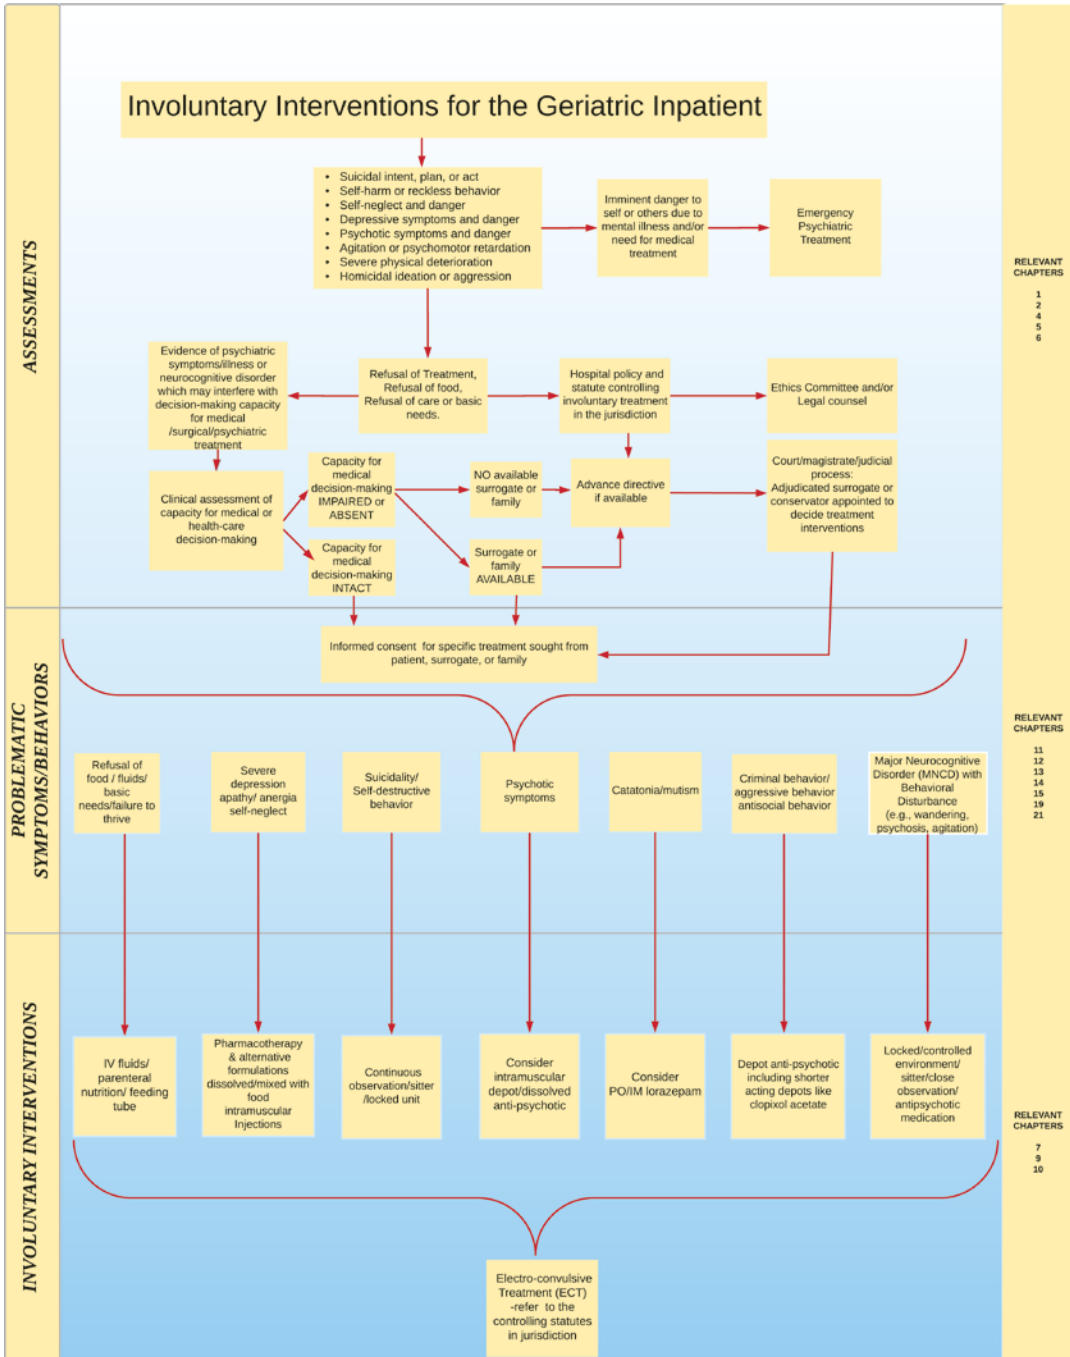 Involuntary Interventions for the Geriatric Inpatient
ASSESSMENTS
• Suicidal intent, plan, or act
• Self-harm or reckless behavior
• Self-neglect and danger
• Depressive symptoms and danger
• Psychotic symptoms and danger
• Agitation or psychomotor retardation
• Severe physical deterioration
• Homicidal ideation or aggression
Imminent danger to
self or others due to
mental illness and/or
need for medical
treatment
Emergency
Psychiatric
Treatment
RELEVANT
CHAPTERS
1
2
4
5
6
Evidence of psychiatric
symptoms/illness or
neurocognitive disorder
which may interfere with
decision-making capacity
for medical
/surgical/psychiatric
treatment
Refusal of Treatment,
Refusal of food,
Refusal of care or basic
needs.
Hospital policy and
statute controlling
involuntary treatment
in the jurisdiction
Ethics Committee and/or
Legal counsel.
Clinical assessment of
capacity for medical or
health-care
decision-making
Capacity for
medical
decision-making
IMPAIRED or
ABSENT
NO available
surrogate or
family
Advance directive
if available
Court/magistrate/judicial
process:
Adjudicated surrogate or
conservator appointed to
decide treatment
interventions
Capacity for
medical
decision-making
INTACT
Surrogate or
family
AVAILABLE
PROBLEMATIC
SYMPTOMS/BEHAVIORS
Informed consent for specific treatment sought from
patient, surrogate, or family
Refusal of
food / fluids/
basic
needs/failure to
thrive
Severe
depression
apathy/ anergia
self-neglect
Suicidality/
Self-destructive
behavior
Psychotic
symptoms
Catatonia/mutism
Criminal behavior/
aggressive behavior
antisocial behavior
Major Neurocognitive
Disorder (MNCD) with
Behavioral
Disturbance
(e.g., wandering,
psychosis, agitation)
RELEVANT
CHAPTERS
11
12
13
14
15
19
21
INVOLUNTARY INTERVENTIONS
IV fluids/
parenteral
nutrition/ feeding
tube
Pharmacotherapy
& alternative
formulations
dissolved/mixed with
food
intramuscular
Injections
Continuous
observation/sitter
/locked unit
Consider
intramuscular
depot/dissolved
anti-psychotic
Consider
PO/IM lorazepam
Depot anti-psychotic
including shorter
acting depots like
clopixol acetate
Locked/controlled
environment/
sitter/close
observation/
antipsychotic
medication
RELEVANT
CHAPTERS
7
9
10
Electro-convulsive
Treatment (ECT)
-refer to the
controlling statutes
in jurisdiction